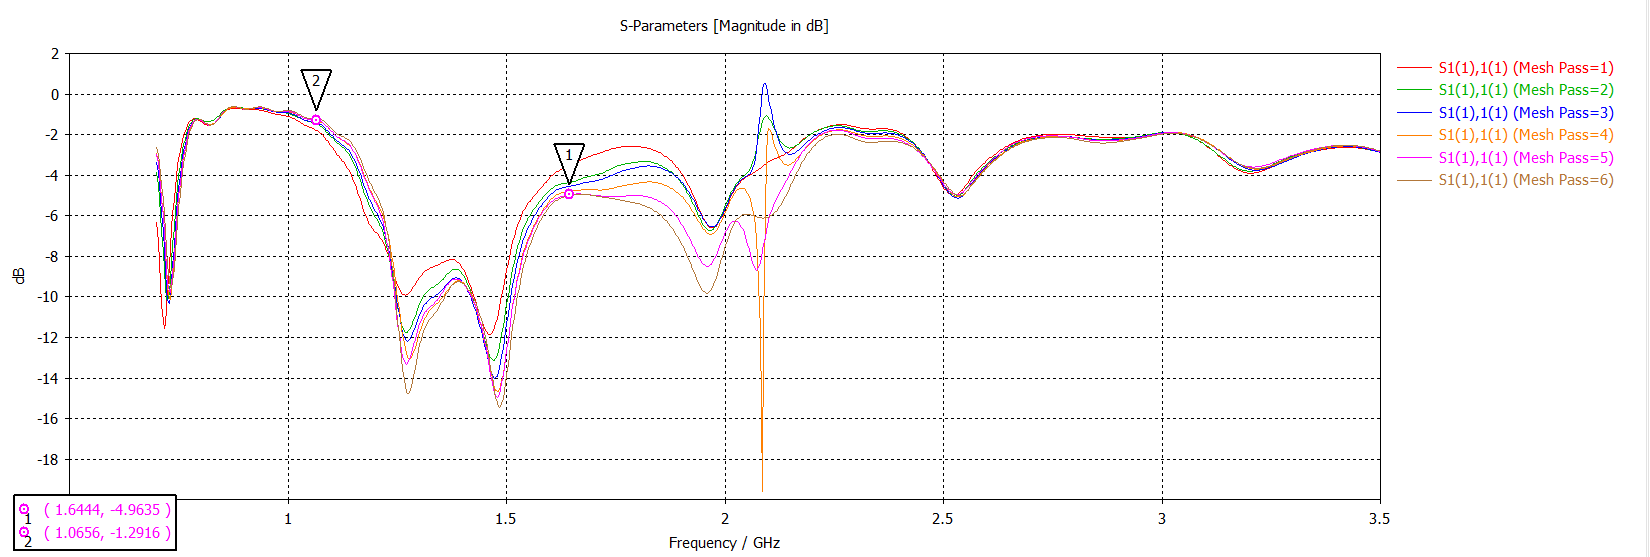 S-Parameters [Magnitude in dB]
2
0
-2
-4
-6
-8
-10
-12
-14
-16
-18
dB
2
1
S1(1),1(1) (Mesh Pass=1)
S1(1),1(1) (Mesh Pass=2)
S1(1),1(1) (Mesh Pass=3)
S1(1),1(1) (Mesh Pass=4)
S1(1),1(1) (Mesh Pass=5)
S1(1),1(1) (Mesh Pass=6)
1 ( 1.6444, -4.9635 )
2 ( 1.0656, -1.2916 )
1 1.5 2 2.5 3 3.5
Frequency / GHz